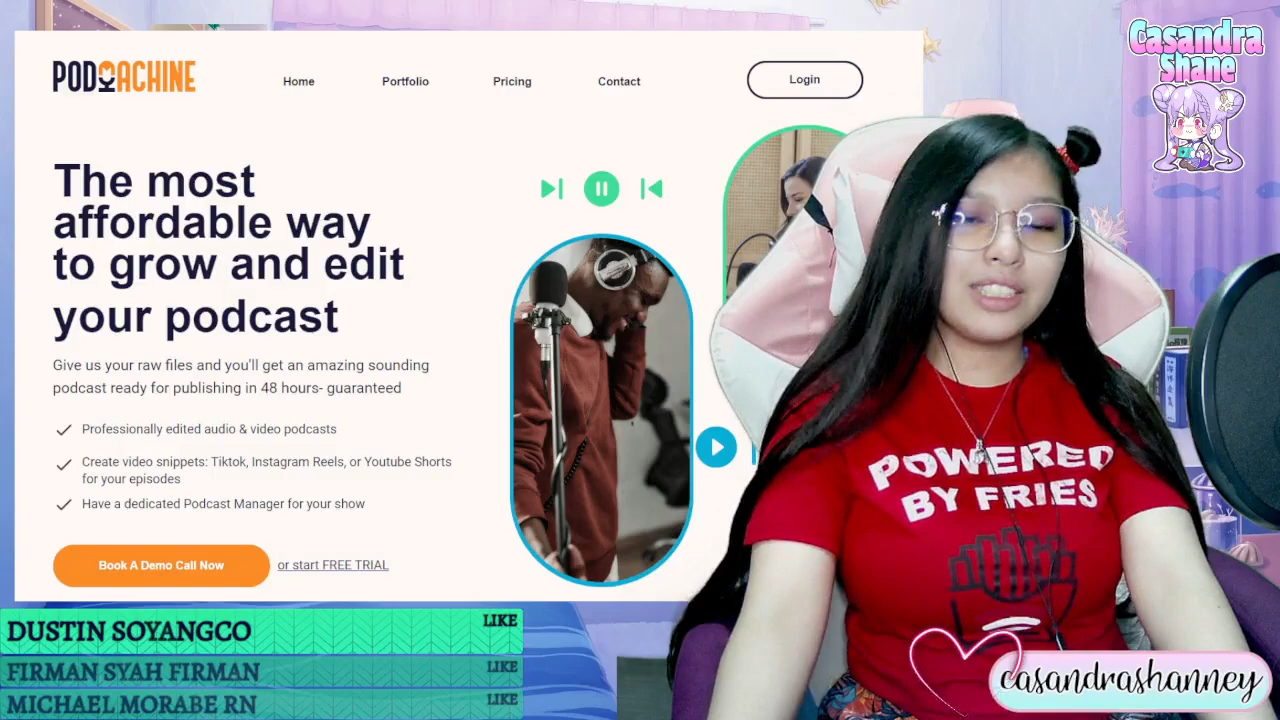 PODMACHINE
Home
Portfolio
Pricing
Contact
Login
Casandra
Shane
The most
affordable way
to grow and edit
your podcast
Give us your raw files and you'll get an amazing sounding
podcast ready for publishing in 48 hours- guaranteed
Professionally edited audio & video podcasts
Create video snippets: Tiktok, Instagram Reels, or Youtube Shorts
for your episodes
Have a dedicated Podcast Manager for your show
Book A Demo Call Now
or start FREE TRIAL
POWERED
BY FRIES
DUSTIN SOYANGCO
LIKE
FIRMAN SYAH FIRMAN
LIKE
MICHAEL MORABE RN
LIKE
casandrashanney